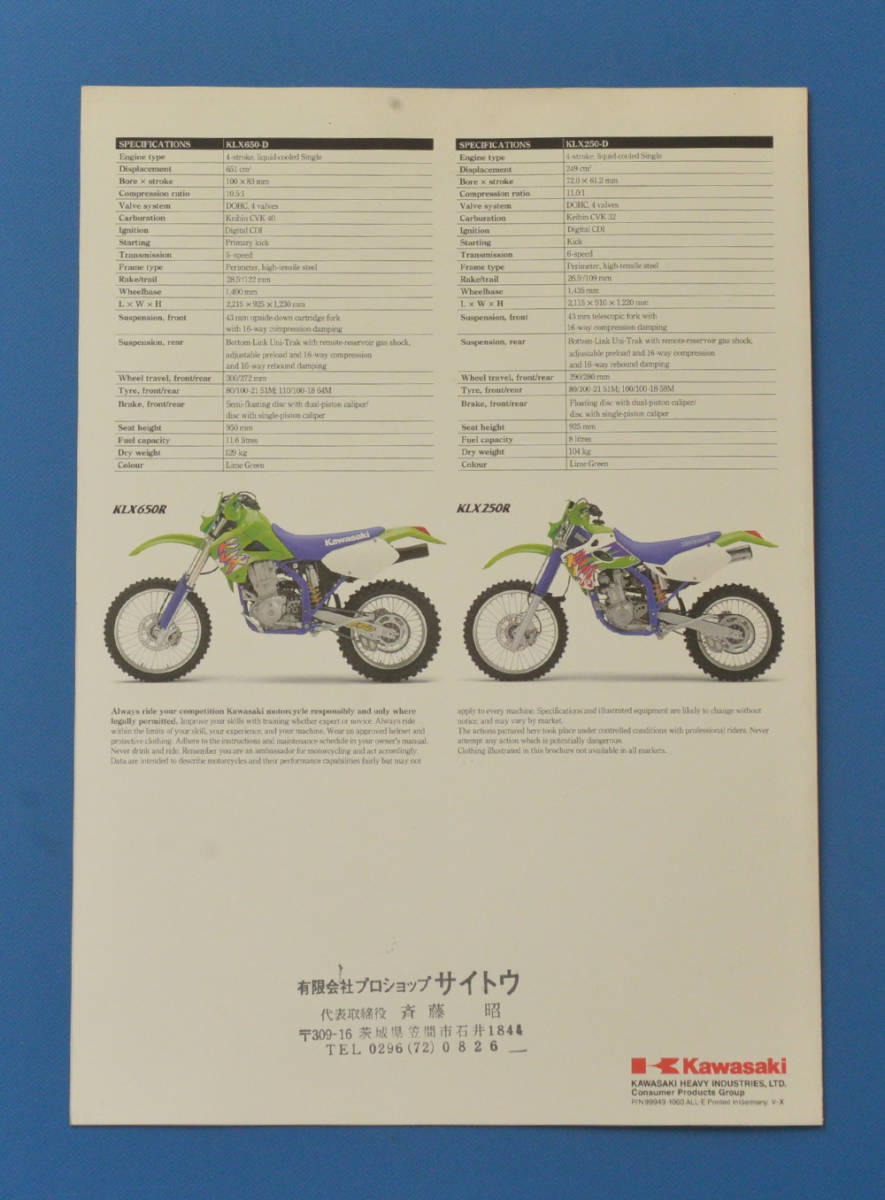 SPECIFICATIONS KLX650-D
Engine type 4-stroke, liquid-cooled Single
Displacement 651 cm³
Bore × stroke 100 × 83 mm
Compression ratio 10.5:1
Valve system DOHC, 4 valves
Carburation Keihin CVK 40
Ignition Digital CDI
Starting Primary kick
Transmission 5-speed
Frame type Perimeter, high-tensile steel
Rake/trail 28.5°/122 mm
Wheelbase 1,490 mm
L × W × H 2,215 × 925 × 1,230 mm
Suspension, front 43 mm upside-down cartridge fork
with 16-way compression damping
Suspension, rear Bottom-Link Uni-Trak with remote-reservoir gas shock,
adjustable preload and 16-way compression
and 16-way rebound damping
Wheel travel, front/rear 300/272 mm
Tyre, front/rear 80/100-21 51M; 110/100-18 64M
Brake, front/rear Semi-floating disc with dual-piston caliper/
disc with single-piston caliper
Seat height 950 mm
Fuel capacity 11.6 litres
Dry weight 129 kg
Colour Lime Green
SPECIFICATIONS KLX250-D
Engine type 4-stroke, liquid-cooled Single
Displacement 249 cm³
Bore × stroke 72.0 × 61.2 mm
Compression ratio 11.0:1
Valve system DOHC, 4 valves
Carburation Keihin CVK 32
Ignition Digital CDI
Starting Kick
Transmission 6-speed
Frame type Perimeter, high-tensile steel
Rake/trail 26.5°/109 mm
Wheelbase 1,435 mm
L × W × H 2,115 × 910 × 1,220 mm
Suspension, front 43 mm telescopic fork with
16-way compression damping
Suspension, rear Bottom-Link Uni-Trak with remote-reservoir gas shock,
adjustable preload and 16-way compression
and 16-way rebound damping
Wheel travel, front/rear 290/280 mm
Tyre, front/rear 80/100-21 51M; 100/100-18 59M
Brake, front/rear Floating disc with dual-piston caliper/
disc with single-piston caliper
Seat height 925 mm
Fuel capacity 8 litres
Dry weight 104 kg
Colour Lime Green
KLX650R
Kawasaki
KLX250R
Always ride your competition Kawasaki motorcycle responsibly and only where
legally permitted. Improve your skills with training whether expert or novice. Always ride
within the limits of your skill, your experience, and your machine. Wear an approved helmet and
protective clothing. Adhere to the instructions and maintenance schedule in your owner's manual.
Never drink and ride. Remember you are an ambassador for motorcycling and act accordingly.
Data are intended to describe motorcycles and their performance capabilities fairly but may not
apply to every machine. Specifications and illustrated equipment are likely to change without
notice, and may vary by market.
The actions pictured here took place under controlled conditions with professional riders. Never
attempt any action which is potentially dangerous.
Clothing illustrated in this brochure not available in all markets.
有限会社プロショップサイトウ
代表取締役 斉藤 昭
〒309-16 茨城県笠間市石井1844
TEL 0296(72)0826
Kawasaki
KAWASAKI HEAVY INDUSTRIES, LTD.
Consumer Products Group
P/N 99943-1060 ALL-E Printed in Germany. V-X